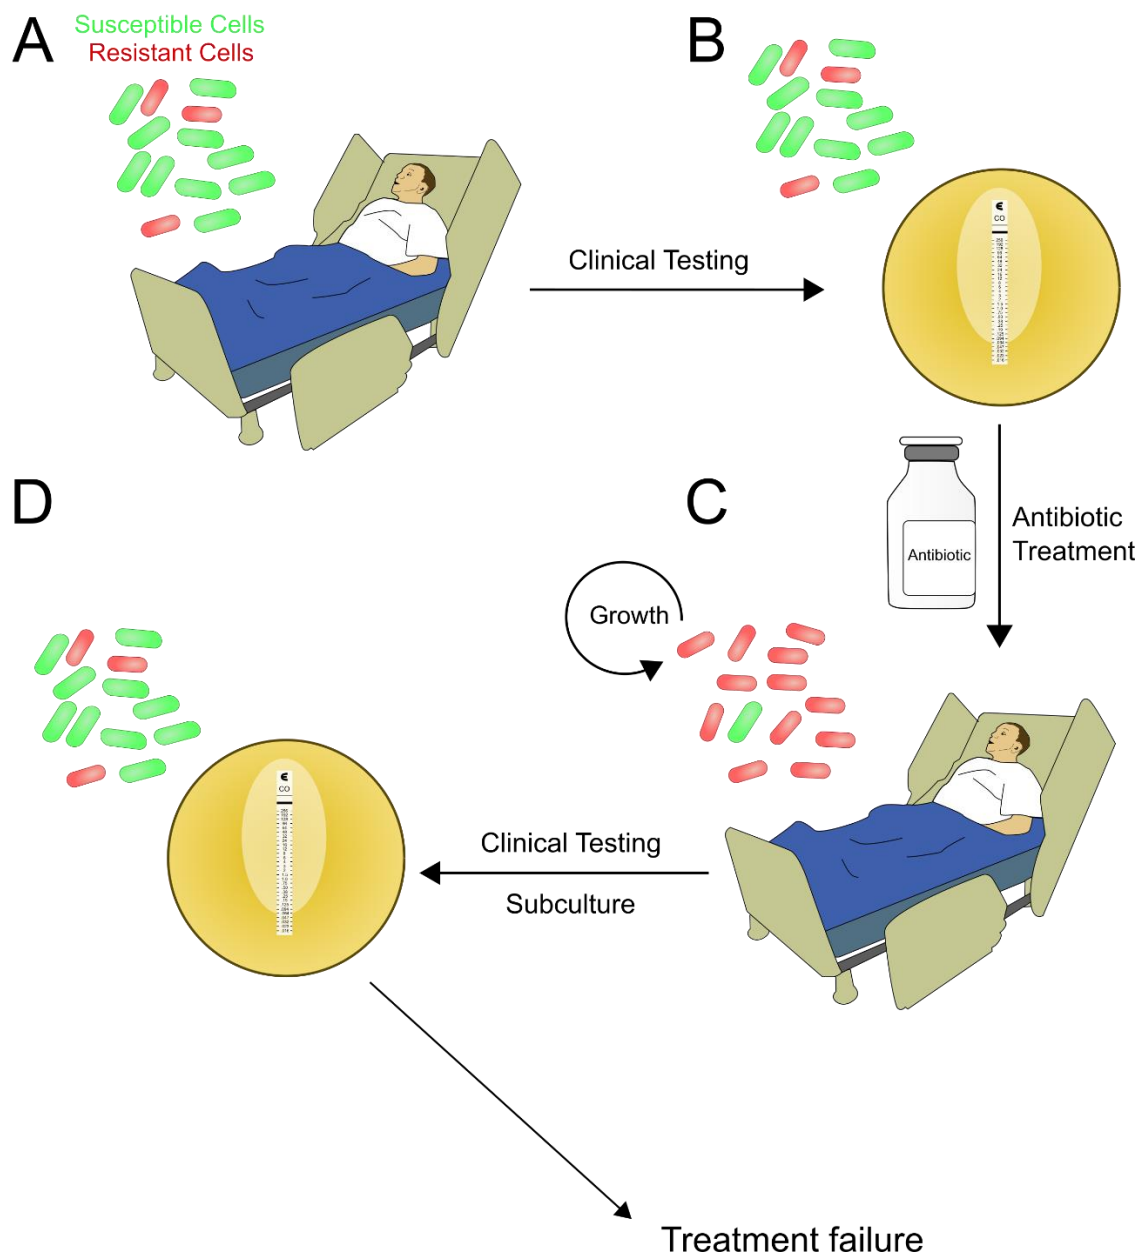 A
Susceptible Cells
Resistant Cells
B
Clinical Testing
CO
D
C
Antibiotic
Treatment
Antibiotic
Growth
CO
Clinical Testing
Subculture
Treatment failure